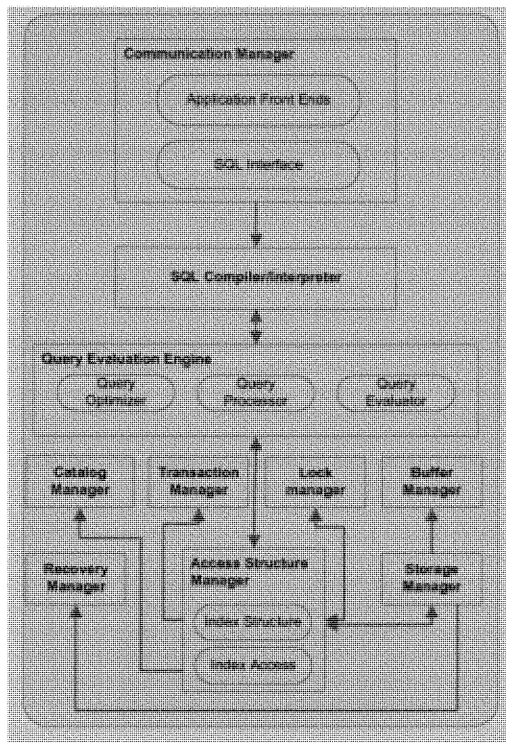 Communication Manager
Application Front Ends
SQL Interface
SQL Compiler/Interpreter
Query Evaluation Engine
Query
Optimizer
Query
Processor
Query
Evaluator
Catalog
Manager
Transaction
Manager
Lock
manager
Buffer
Manager
Recovery
Manager
Access Structure
Manager
Storage
Manager
Index Structure
Index Access